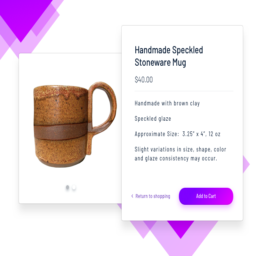 Handmade Speckled
Stoneware Mug
$40.00
Handmade with brown clay
Speckled glaze
Approximate Size: 3.25" x 4", 12 oz
Slight variations in size, shape, color
and glaze consistency may occur.
Return to shopping
Add to Cart